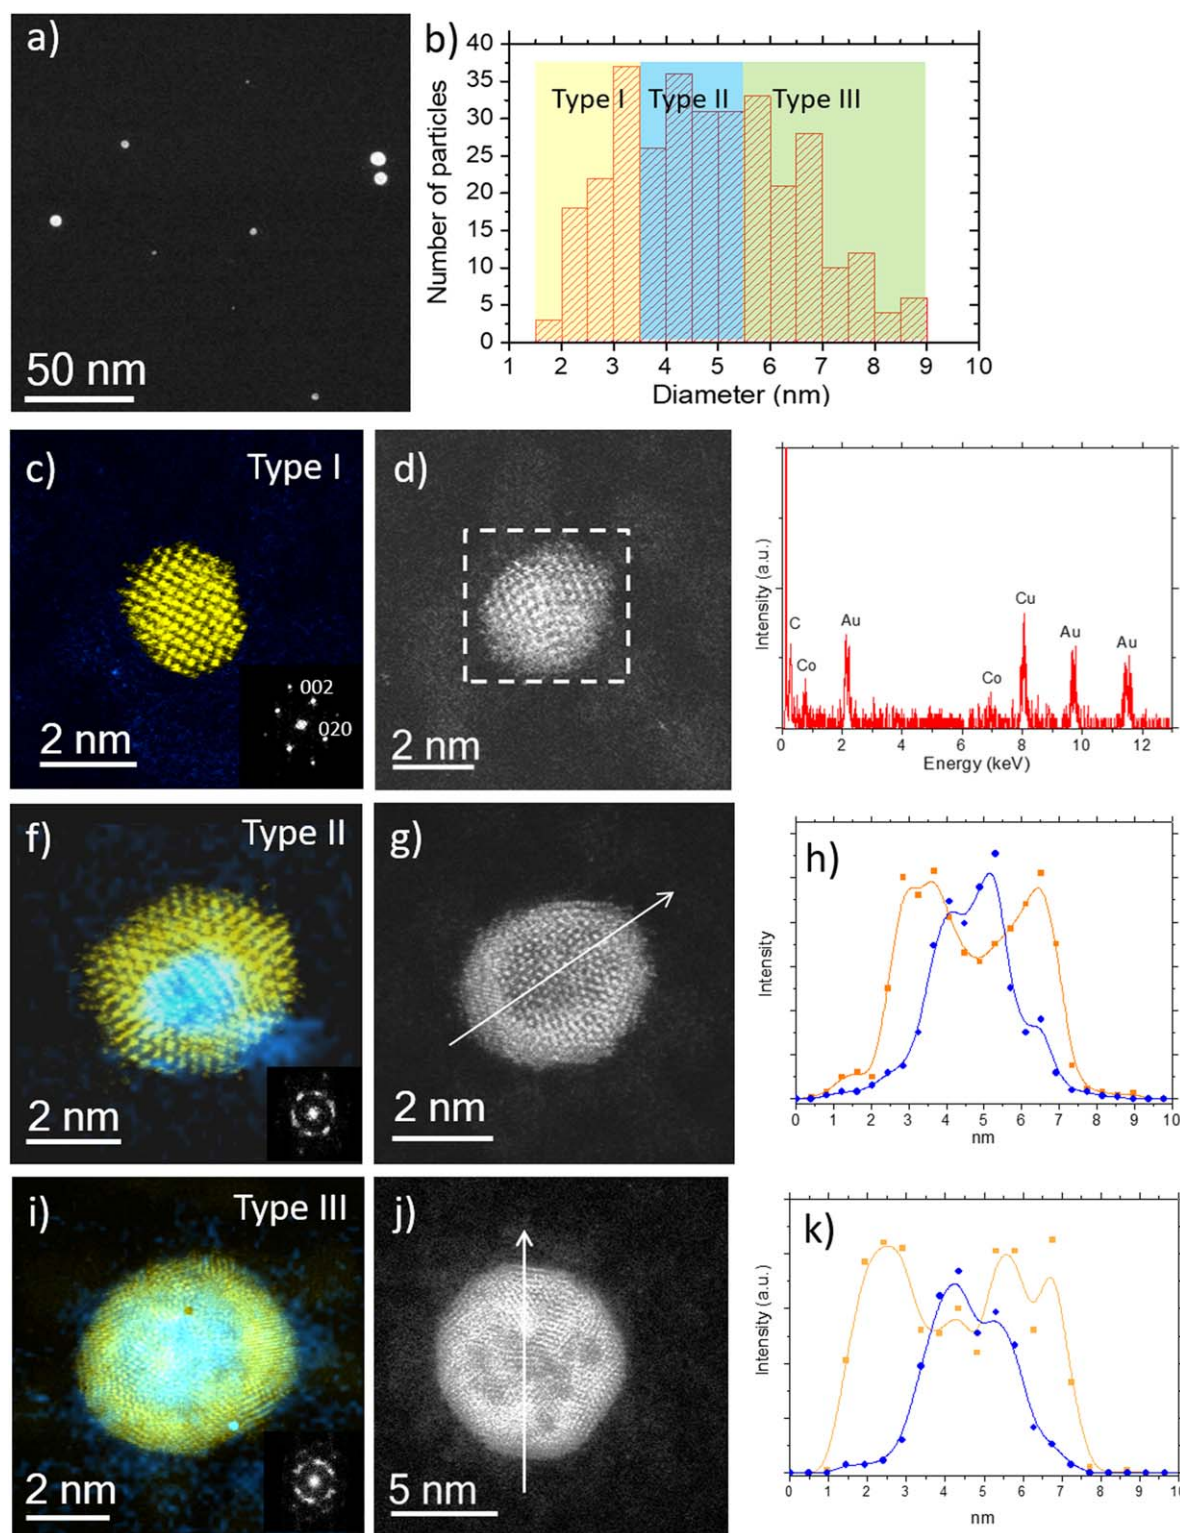 a)
50 nm
b)
40
35
30
25
20
15
10
5
0
Number of particles
Type I
Type II
Type III
1 2 3 4 5 6 7 8 9 10
Diameter (nm)
c)
Type I
002
020
2 nm
d)
2 nm
Intensity (a.u.)
C
Co
Au
Co
Cu
Au
Au
0 2 4 6 8 10 12
Energy (keV)
f)
Type II
2 nm
g)
2 nm
h)
Intensity
0 1 2 3 4 5 6 7 8 9 10
nm
i)
Type III
2 nm
j)
5 nm
k)
Intensity (a.u.)
0 1 2 3 4 5 6 7 8 9 10
nm